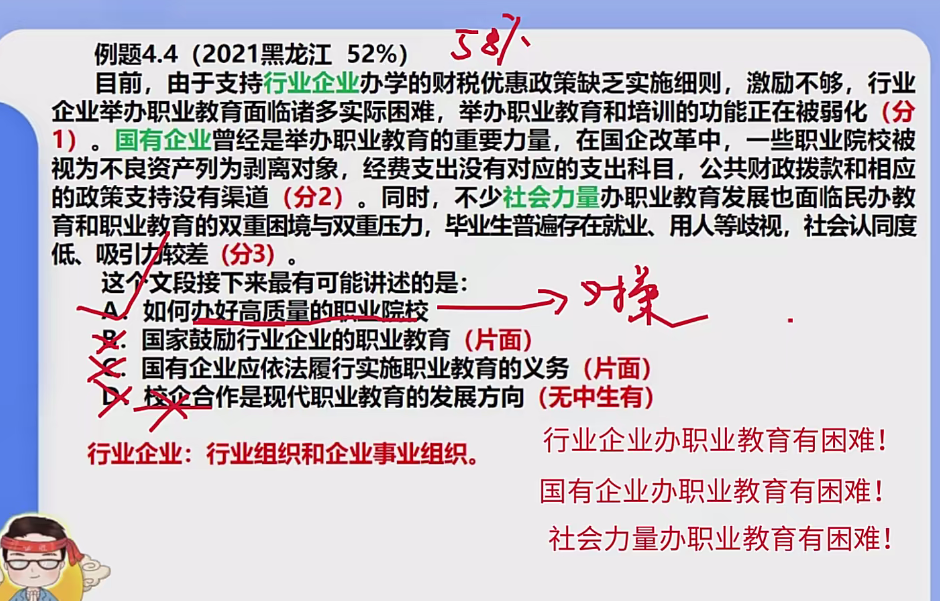 例题4.4（2021黑龙江 52%）
58%
目前，由于支持行业企业办学的财税优惠政策缺乏实施细则，激励不够，行业
企业举办职业教育面临诸多实际困难，举办职业教育和培训的功能正在被弱化（分
1）。国有企业曾经是举办职业教育的重要力量，在国企改革中，一些职业院校被
视为不良资产列为剥离对象，经费支出没有对应的支出科目，公共财政拨款和相应
的政策支持没有渠道（分2）。同时，不少社会力量办职业教育发展也面临民办教
育和职业教育的双重困境与双重压力，毕业生普遍存在就业、用人等歧视，社会认同度
低、吸引力较差（分3）。
这个文段接下来最有可能讲述的是：
A．如何办好高质量的职业院校
对策
B．国家鼓励行业企业的职业教育（片面）
C．国有企业应依法履行实施职业教育的义务（片面）
D．校企合作是现代职业教育的发展方向（无中生有）
行业企业：行业组织和企业事业组织。
行业企业办职业教育有困难！
国有企业办职业教育有困难！
社会力量办职业教育有困难！